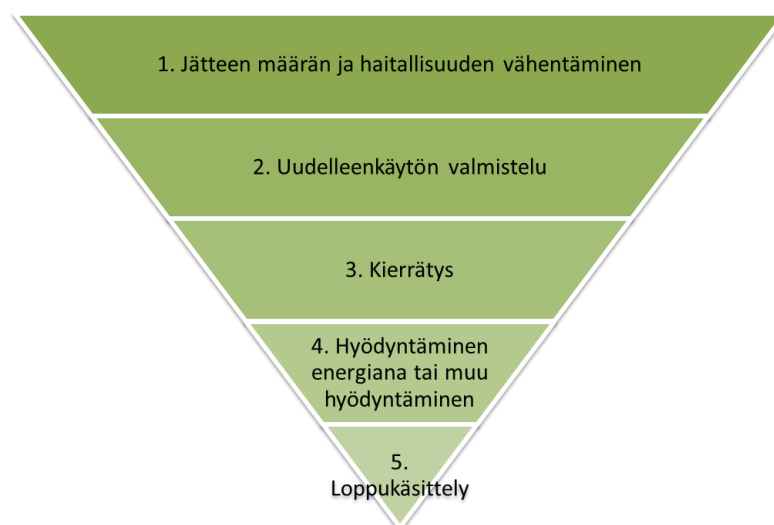 1. Jätteen määrän ja haitallisuuden vähentäminen
2. Uudelleenkäytön valmistelu
3. Kierrätys
4. Hyödyntäminen
energiana tai muu
hyödyntäminen
5.
Loppukäsittely